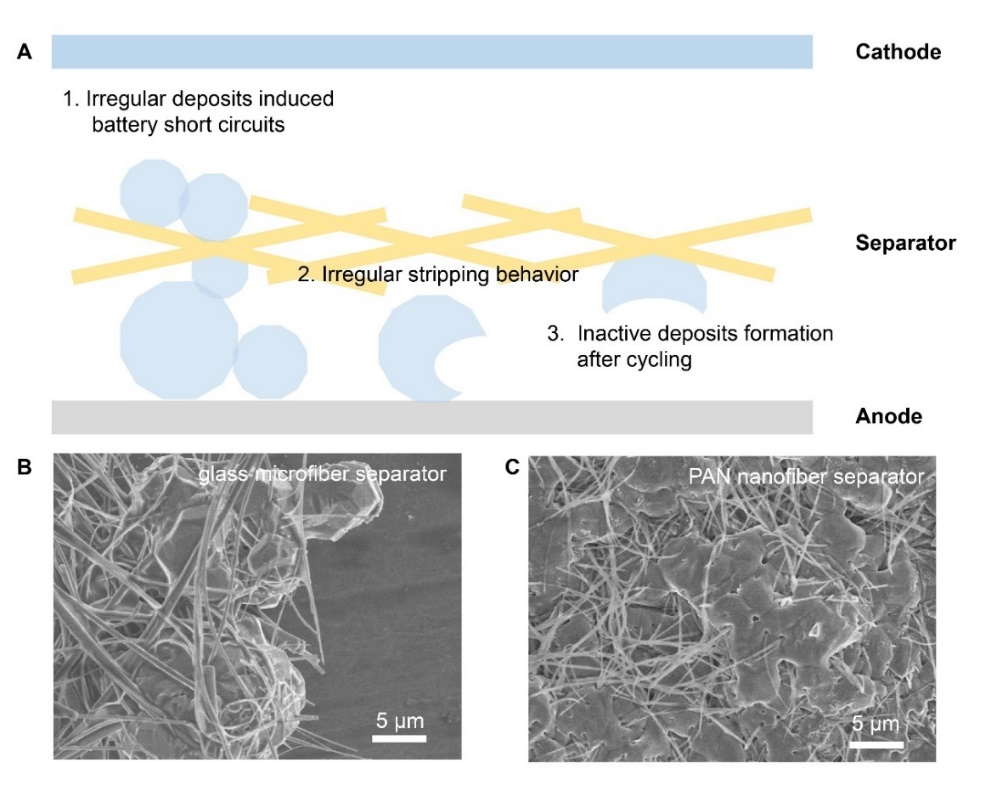 A
Cathode
1. Irregular deposits induced
battery short circuits
Separator
2. Irregular stripping behavior
3. Inactive deposits formation
after cycling
Anode
B
glass microfiber separator
5 µm
C
PAN nanofiber separator
5 µm